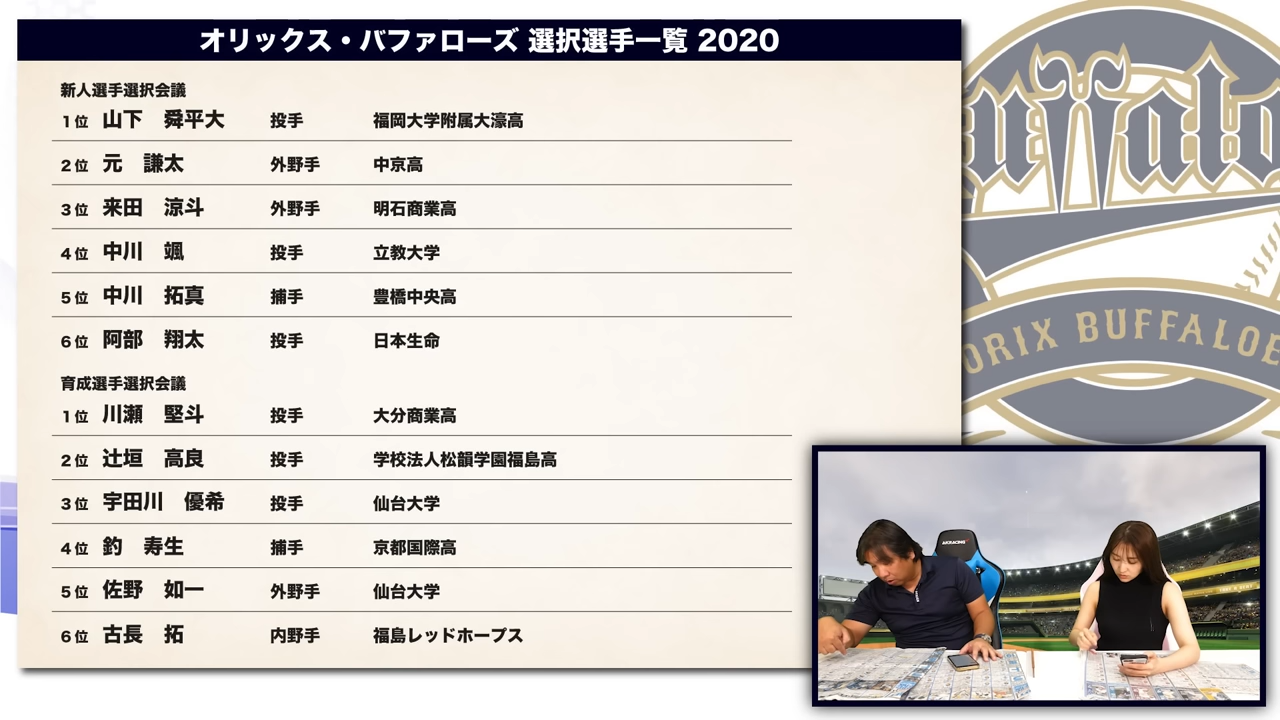 オリックス・バファローズ 選択選手一覧 2020
新人選手選択会議
1位 山下 舜平大 投手 福岡大学附属大濠高
2位 元 謙太 外野手 中京高
3位 来田 涼斗 外野手 明石商業高
4位 中川 颯 投手 立教大学
5位 中川 拓真 捕手 豊橋中央高
6位 阿部 翔太 投手 日本生命
育成選手選択会議
1位 川瀬 堅斗 投手 大分商業高
2位 辻垣 高良 投手 学校法人松韻学園福島高
3位 宇田川 優希 投手 仙台大学
4位 釣 寿生 捕手 京都国際高
5位 佐野 如一 外野手 仙台大学
6位 古長 拓 内野手 福島レッドホープス
Buffaloes
ORIX BUFFALOE
AKRACING